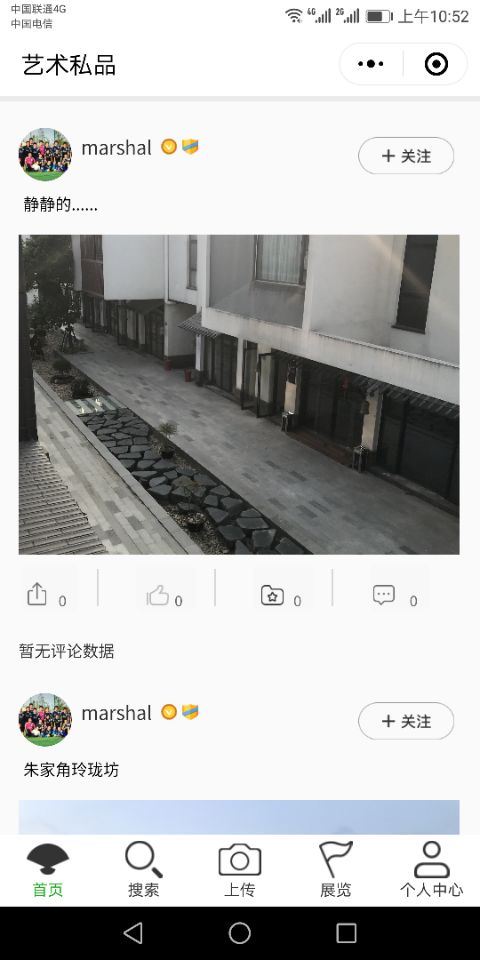 中国联通4G
中国电信
4G
2G
上午10:52
艺术私品
marshal
+ 关注
静静的......
0
0
0
0
暂无评论数据
marshal
+ 关注
朱家角玲珑坊
首页
搜索
上传
展览
个人中心